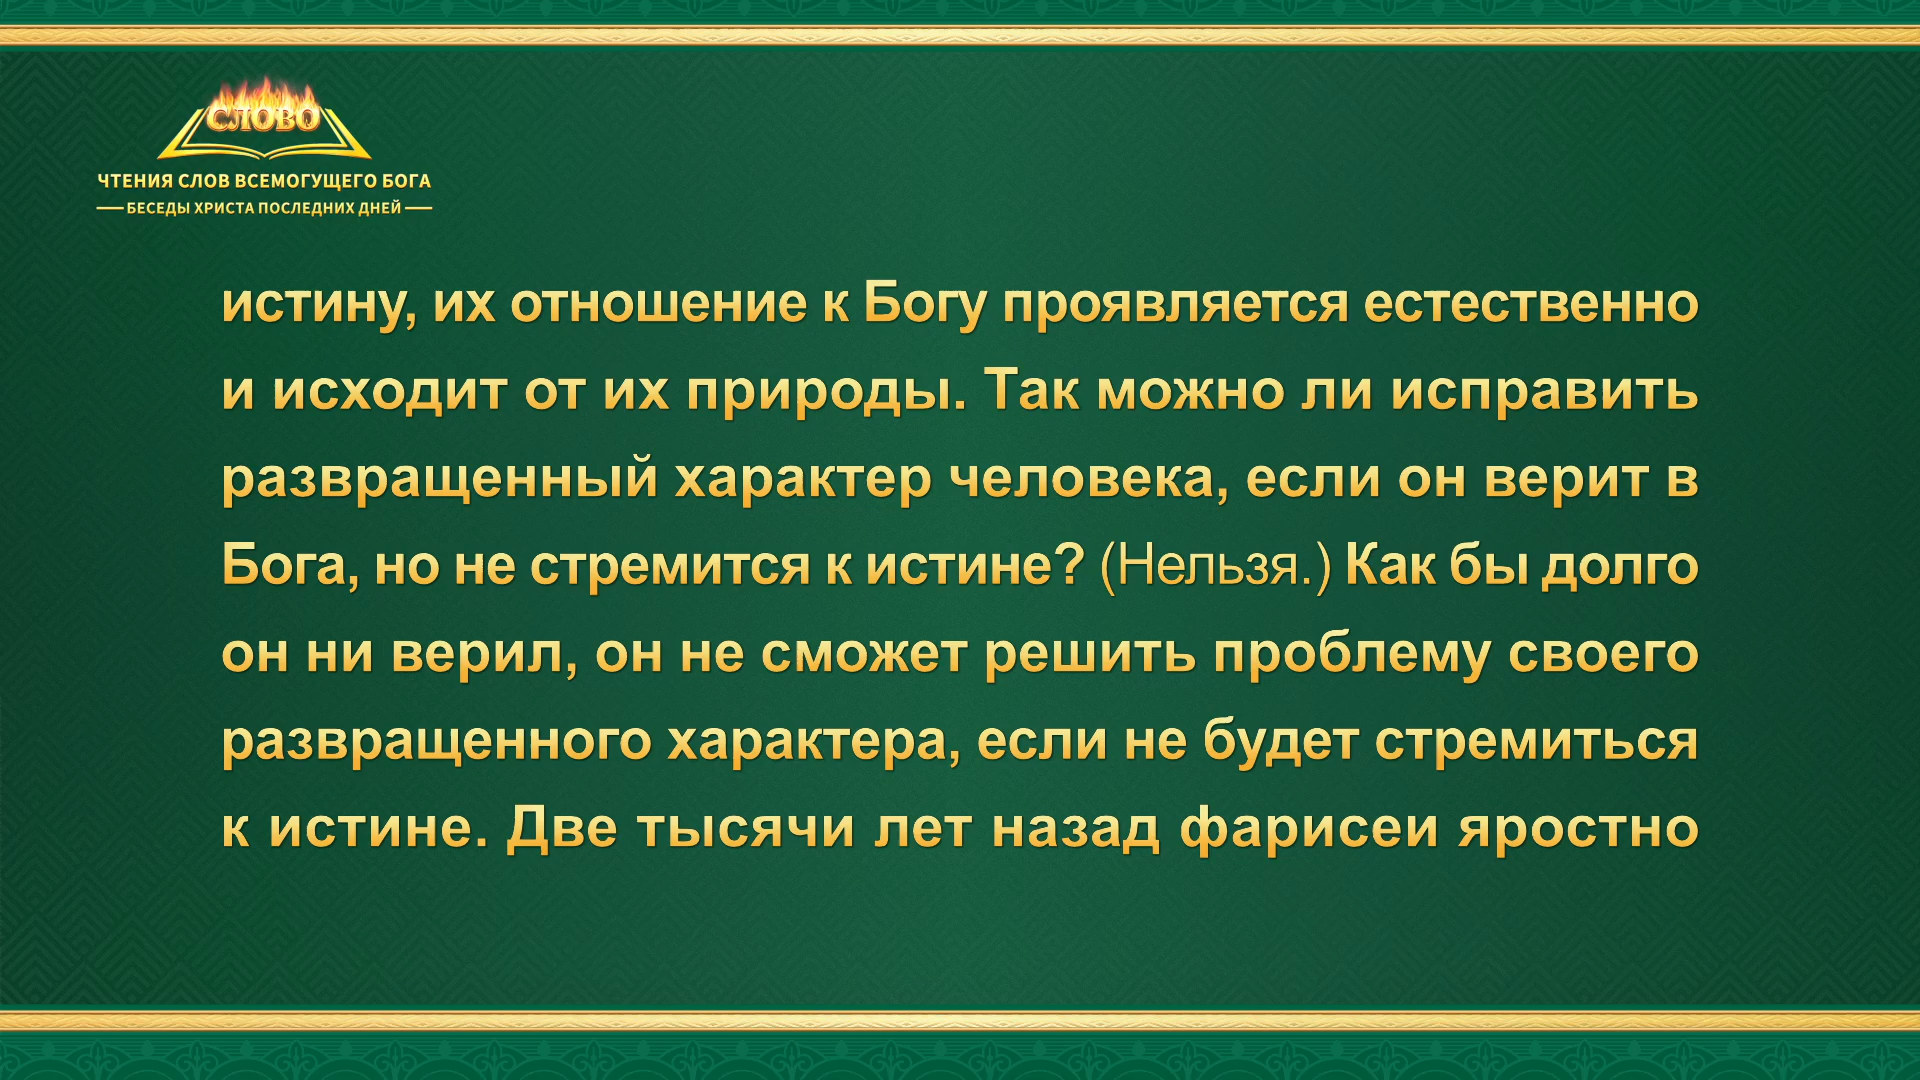 СЛОВО
ЧТЕНИЯ СЛОВ ВСЕМОГУЩЕГО БОГА
БЕСЕДЫ ХРИСТА ПОСЛЕДНИХ ДНЕЙ
истину, их отношение к Богу проявляется естественно
и исходит от их природы. Так можно ли исправить
развращенный характер человека, если он верит в
Бога, но не стремится к истине? (Нельзя.) Как бы долго
он ни верил, он не сможет решить проблему своего
развращенного характера, если не будет стремиться
к истине. Две тысячи лет назад фарисеи яростно